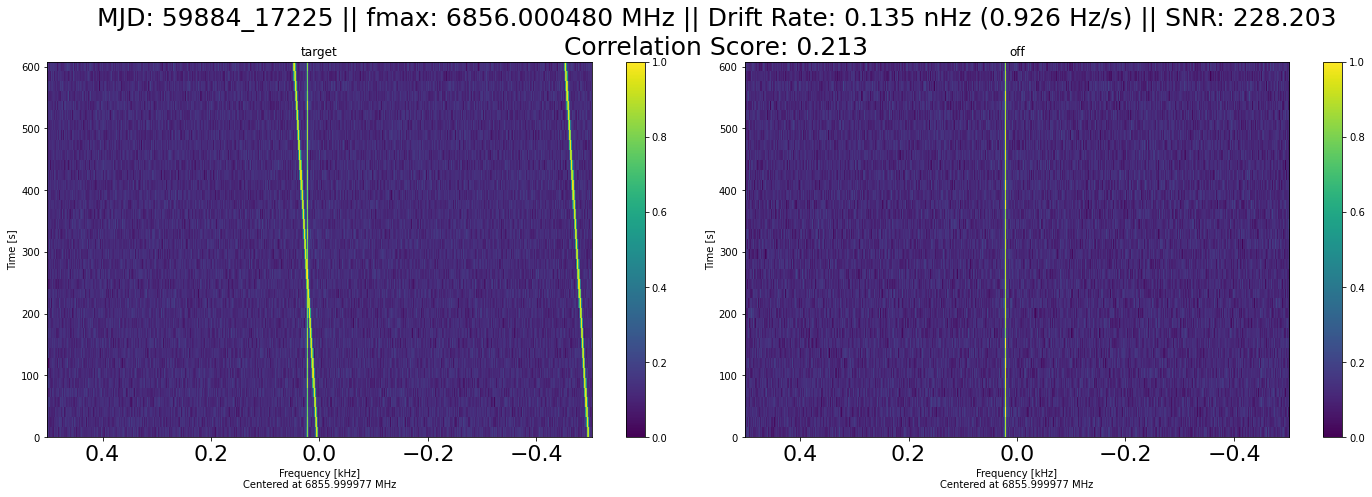 MJD: 59884_17225 || fmax: 6856.000480 MHz || Drift Rate: 0.135 nHz (0.926 Hz/s) || SNR: 228.203
Correlation Score: 0.213
target
600
500
400
300
200
100
0
Time [s]
0.4 0.2 0.0 −0.2 −0.4
Frequency [kHz]
Centered at 6855.999977 MHz
1.0
0.8
0.6
0.4
0.2
0.0
off
600
500
400
300
200
100
0
Time [s]
0.4 0.2 0.0 −0.2 −0.4
Frequency [kHz]
Centered at 6855.999977 MHz
1.0
0.8
0.6
0.4
0.2
0.0